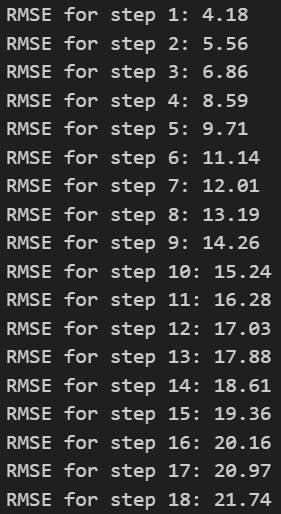 RMSE for step 1: 4.18
RMSE for step 2: 5.56
RMSE for step 3: 6.86
RMSE for step 4: 8.59
RMSE for step 5: 9.71
RMSE for step 6: 11.14
RMSE for step 7: 12.01
RMSE for step 8: 13.19
RMSE for step 9: 14.26
RMSE for step 10: 15.24
RMSE for step 11: 16.28
RMSE for step 12: 17.03
RMSE for step 13: 17.88
RMSE for step 14: 18.61
RMSE for step 15: 19.36
RMSE for step 16: 20.16
RMSE for step 17: 20.97
RMSE for step 18: 21.74